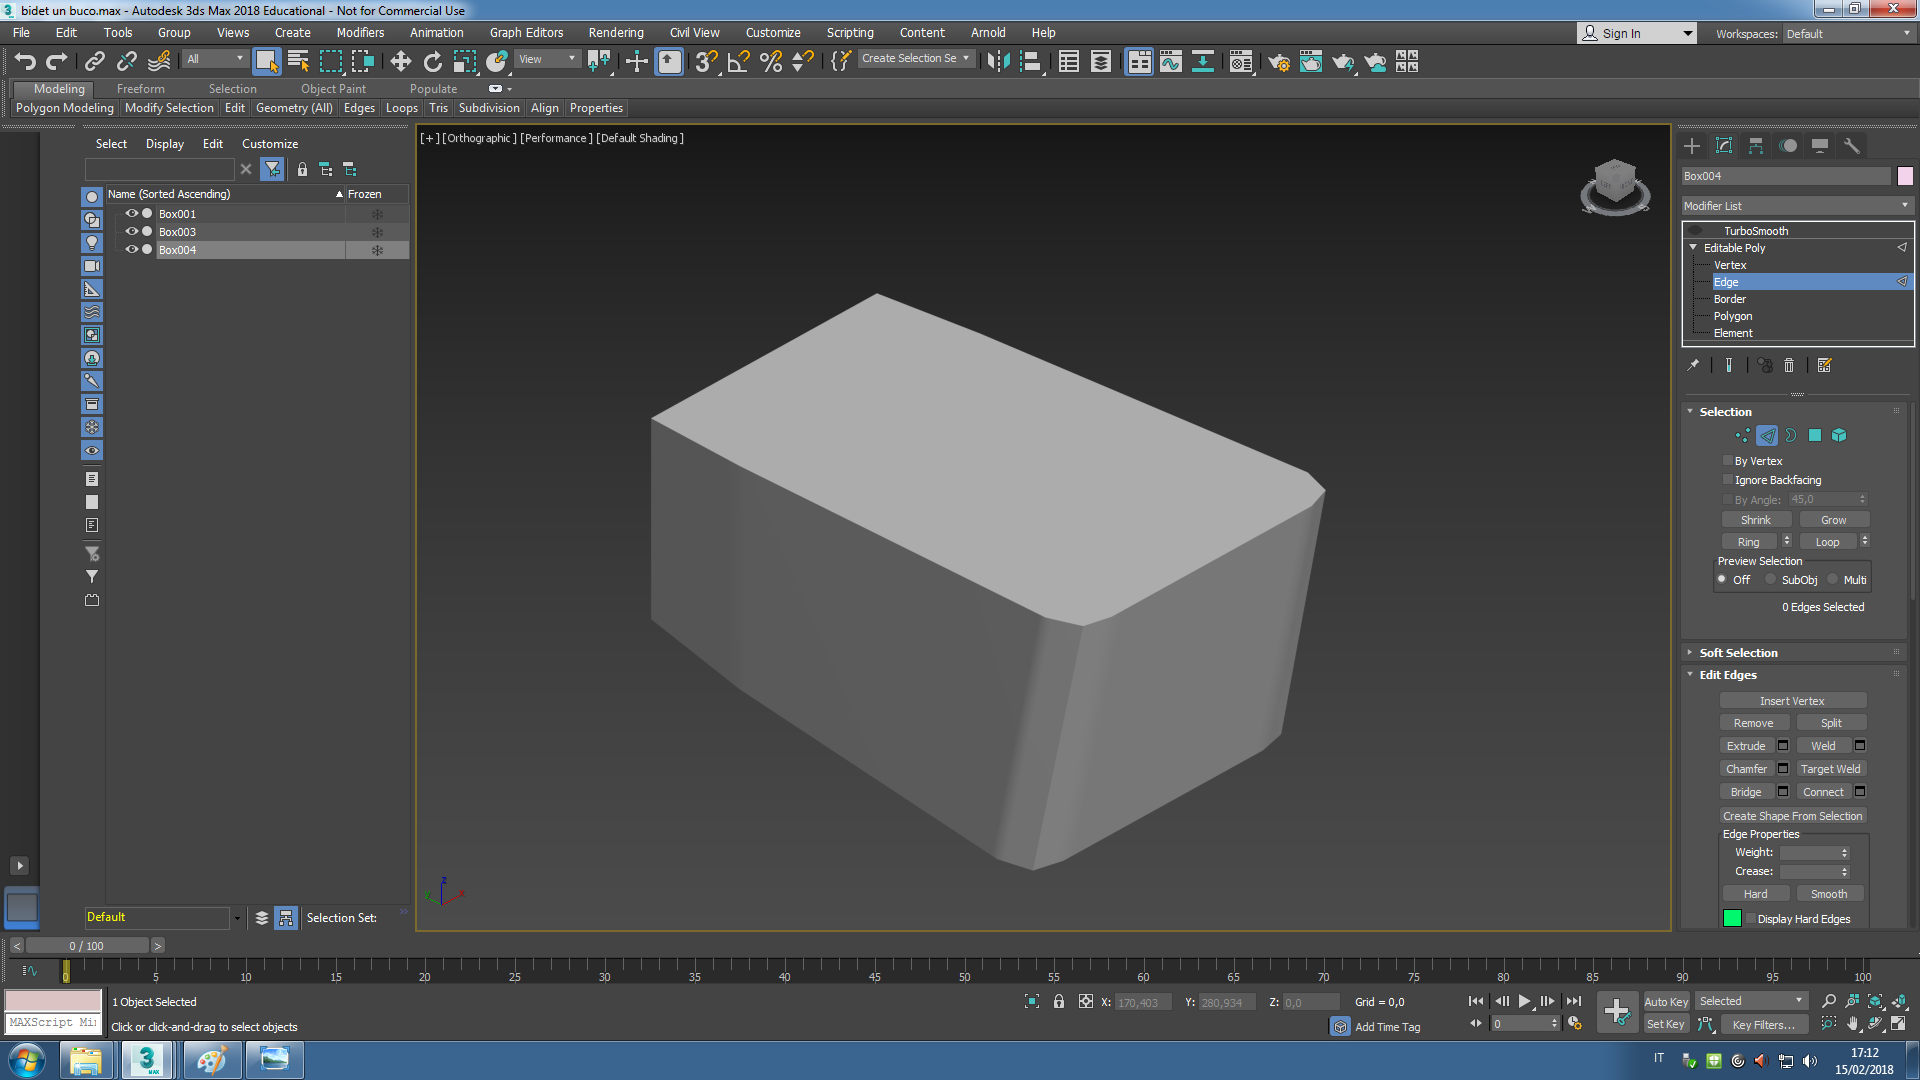 bidet un buco.max - Autodesk 3ds Max 2018 Educational - Not for Commercial Use
File Edit Tools Group Views Create Modifiers Animation Graph Editors Rendering Civil View Customize Scripting Content Arnold Help
Sign In
Workspaces: Default
All
View
Create Selection Se
Modeling Freeform Selection Object Paint Populate
Polygon Modeling Modify Selection Edit Geometry (All) Edges Loops Tris Subdivision Align Properties
Select Display Edit Customize
Name (Sorted Ascending) Frozen
Box001
Box003
Box004
[+] [Orthographic] [Performance] [Default Shading]
Box004
Modifier List
TurboSmooth
Editable Poly
Vertex
Edge
Border
Polygon
Element
Selection
By Vertex
Ignore Backfacing
By Angle: 45,0
Shrink Grow
Ring Loop
Preview Selection
Off SubObj Multi
0 Edges Selected
Soft Selection
Edit Edges
Insert Vertex
Remove Split
Extrude Weld
Chamfer Target Weld
Bridge Connect
Create Shape From Selection
Edge Properties
Weight:
Crease:
Hard Smooth
Display Hard Edges
z
x
Default
Selection Set:
< 0 / 100 >
0 5 10 15 20 25 30 35 40 45 50 55 60 65 70 75 80 85 90 95 100
1 Object Selected
X: 170,403 Y: 280,934 Z: 0,0 Grid = 0,0
Auto Key Selected
MAXScript Mi
Click or click-and-drag to select objects
Add Time Tag
0
Set Key Key Filters...
3
MAX
IT
17:12
15/02/2018